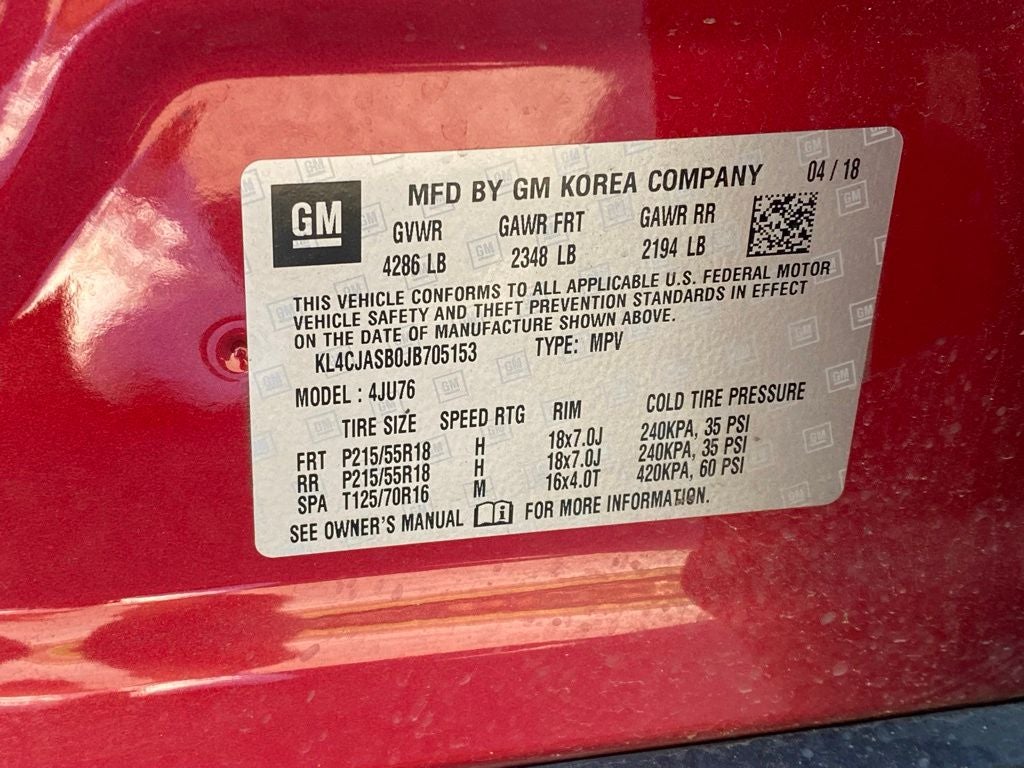 GM
MFD BY GM KOREA COMPANY 04 / 18
GVWR GAWR FRT GAWR RR
4286 LB 2348 LB 2194 LB
THIS VEHICLE CONFORMS TO ALL APPLICABLE U.S. FEDERAL MOTOR
VEHICLE SAFETY AND THEFT PREVENTION STANDARDS IN EFFECT
ON THE DATE OF MANUFACTURE SHOWN ABOVE.
KL4CJASB0JB705153 TYPE: MPV
MODEL : 4JU76
TIRE SIZE SPEED RTG RIM COLD TIRE PRESSURE
FRT P215/55R18 H 18x7.0J 240KPA, 35 PSI
RR P215/55R18 H 18x7.0J 240KPA, 35 PSI
SPA T125/70R16 M 16x4.0T 420KPA, 60 PSI
SEE OWNER'S MANUAL FOR MORE INFORMATION.